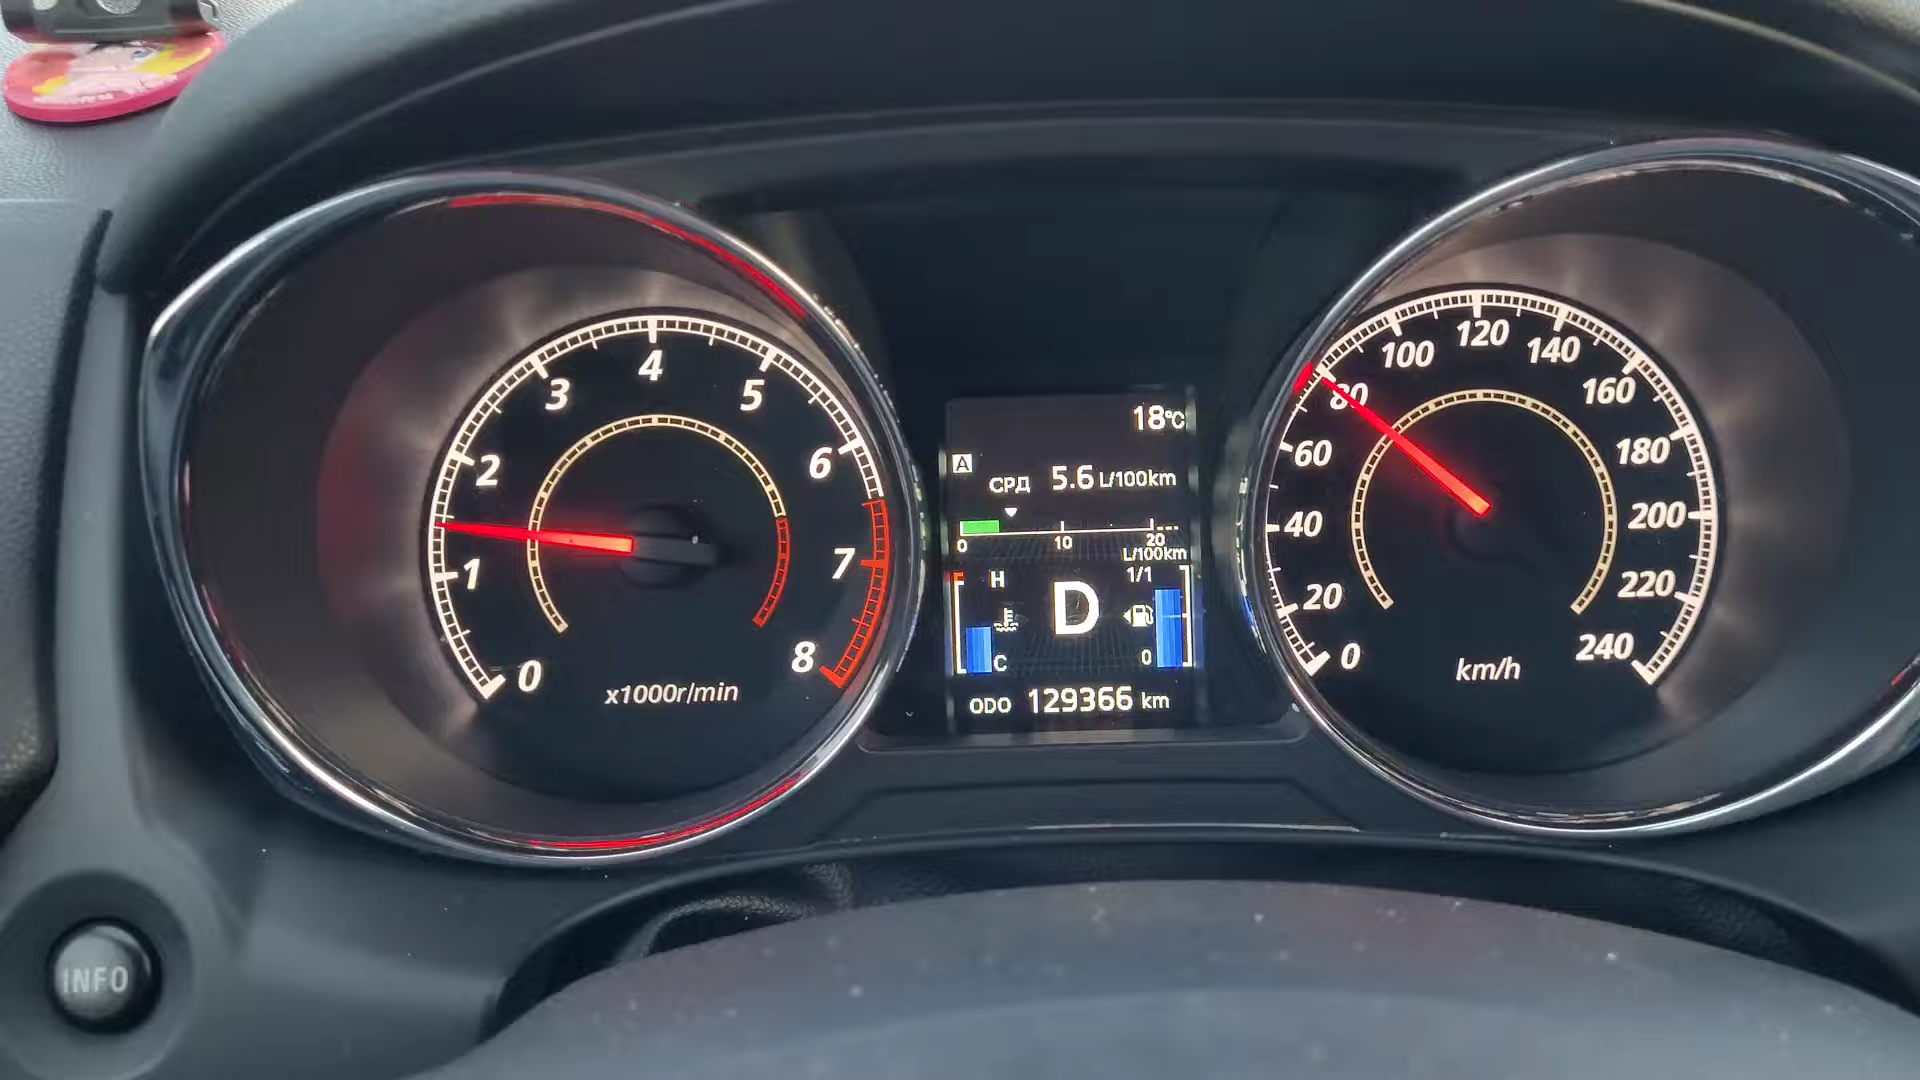 0 1 2 3 4 5 6 7 8
x1000r/min
18°C
A
СРД 5.6 L/100km
0 10 20
L/100km
H 1/1
D
C 0
ODO 129366 km
0 20 40 60 80 100 120 140 160 180 200 220 240
km/h
INFO